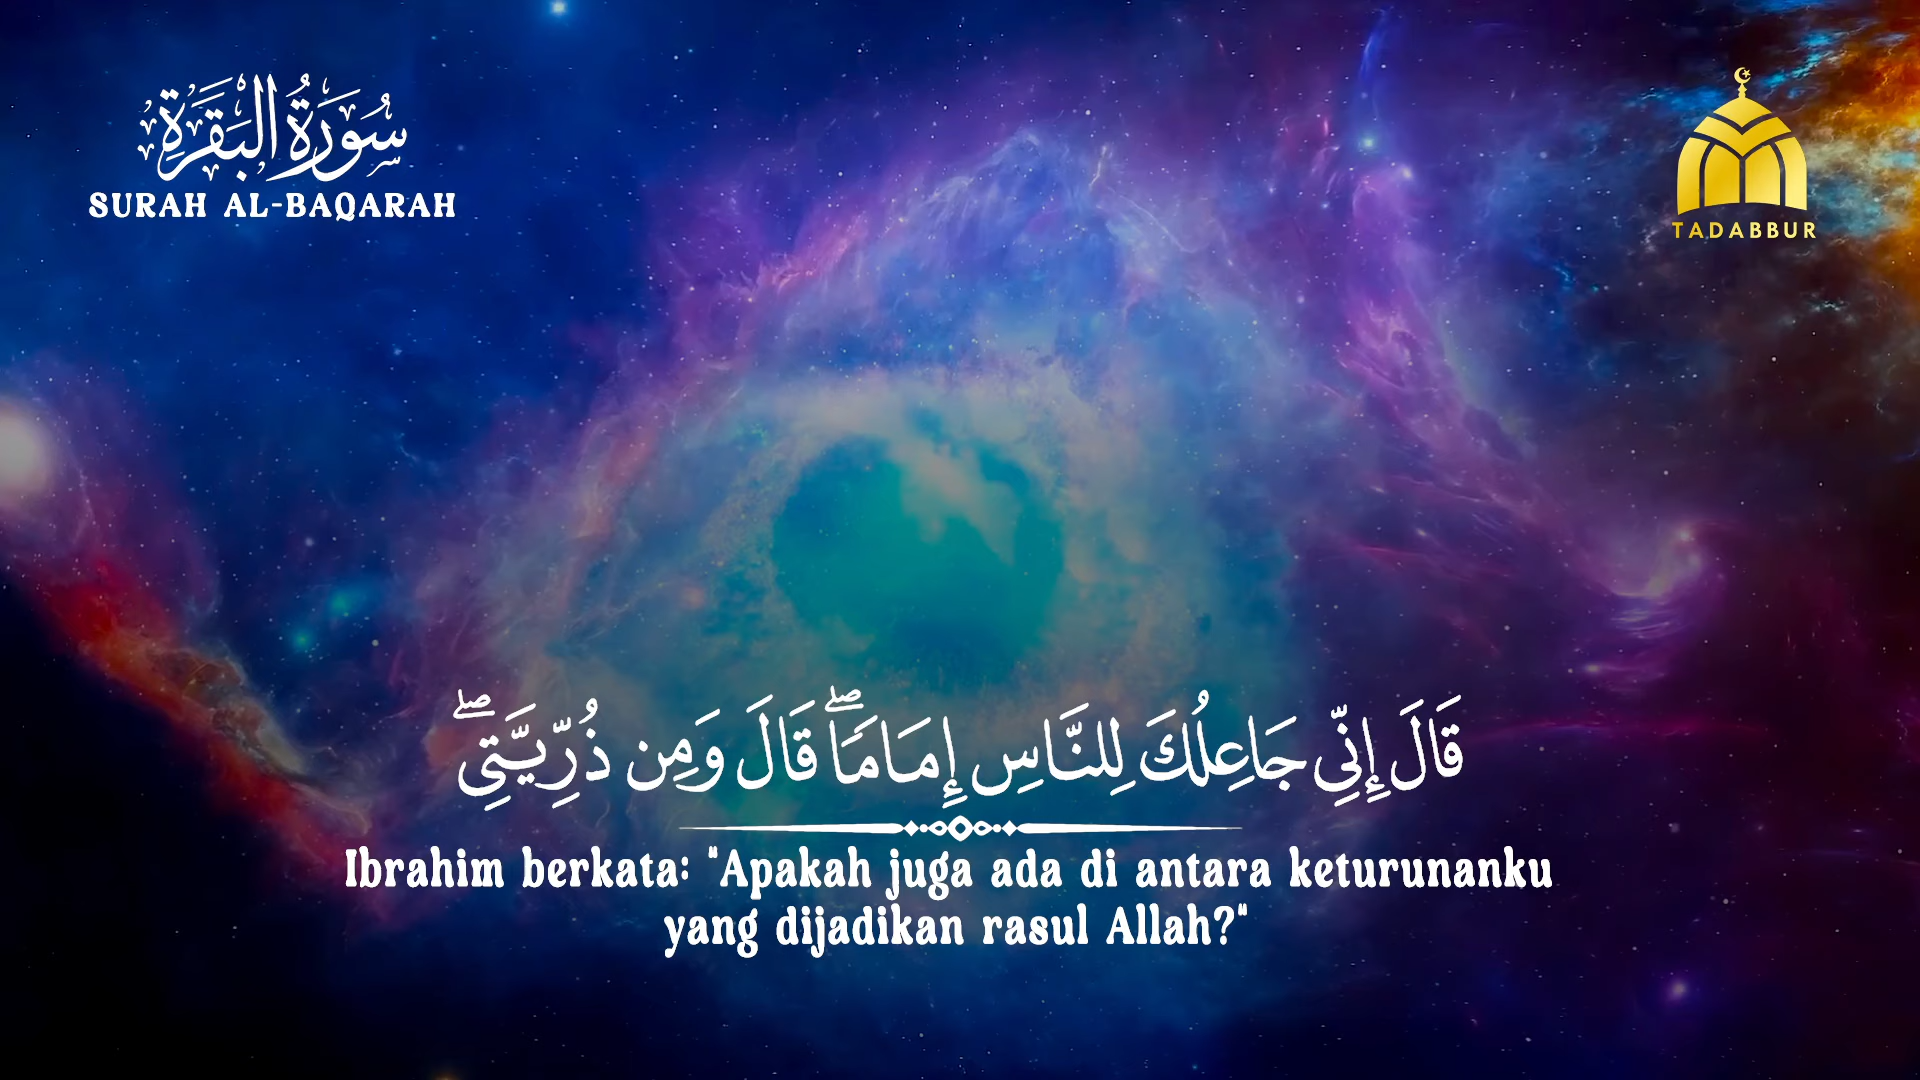 سُورَةُ الْبَقَرَةِ
SURAH AL-BAQARAH
TADABBUR
قَالَ إِنِّي جَاعِلُكَ لِلنَّاسِ إِمَامًاۖ قَالَ وَمِن ذُرِّيَّتِيۖ
Ibrahim berkata: "Apakah juga ada di antara keturunanku
yang dijadikan rasul Allah?"